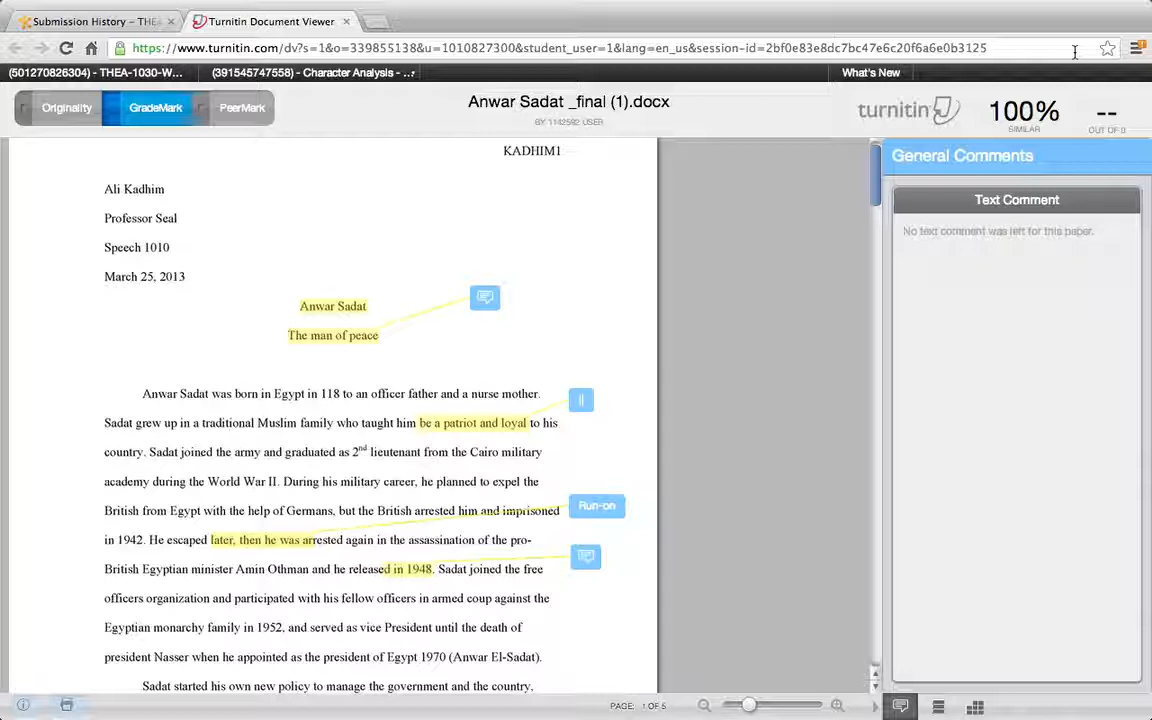 Submission History – THEA
Turnitin Document Viewer
https://www.turnitin.com/dv?s=1&o=339855138&u=1010827300&student_user=1&lang=en_us&session-id=2bf0e83e8dc7bc47e6c20f6a6e0b3125
(501270826304) - THEA-1030-W...
(391545747558) - Character Analysis - ...
What's New
Originality
GradeMark
PeerMark
Anwar Sadat _final (1).docx
BY 1142592 USER
turnitin
100%
SIMILAR
--
OUT OF 0
General Comments
Text Comment
No text comment was left for this paper.
KADHIM1
Ali Kadhim
Professor Seal
Speech 1010
March 25, 2013
Anwar Sadat
The man of peace
Anwar Sadat was born in Egypt in 118 to an officer father and a nurse mother.
||
Sadat grew up in a traditional Muslim family who taught him be a patriot and loyal to his
country. Sadat joined the army and graduated as 2nd lieutenant from the Cairo military
academy during the World War II. During his military career, he planned to expel the
Run-on
British from Egypt with the help of Germans, but the British arrested him and imprisoned
in 1942. He escaped later, then he was arrested again in the assassination of the pro-
British Egyptian minister Amin Othman and he released in 1948. Sadat joined the free
officers organization and participated with his fellow officers in armed coup against the
Egyptian monarchy family in 1952, and served as vice President until the death of
president Nasser when he appointed as the president of Egypt 1970 (Anwar El-Sadat).
Sadat started his own new policy to manage the government and the country,
PAGE: 1 OF 5